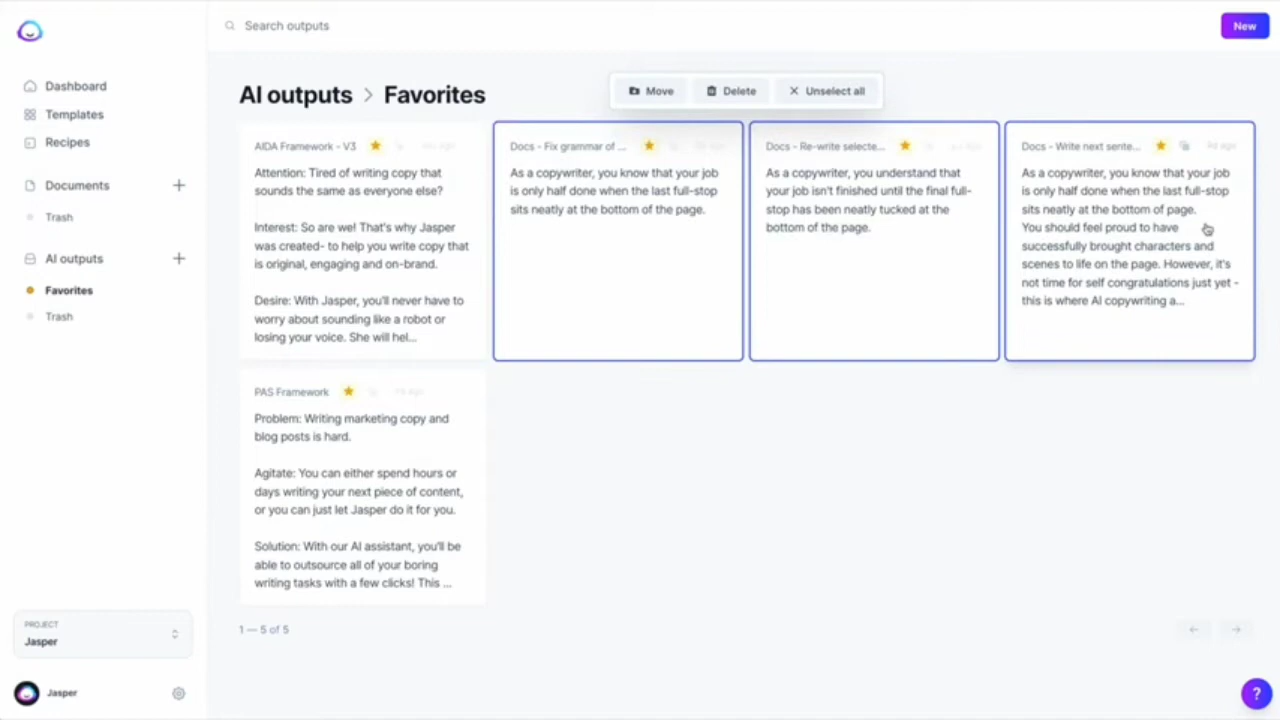 Search outputs
New
Dashboard
Templates
Recipes
Documents
Trash
AI outputs
Favorites
Trash
PROJECT
Jasper
Jasper
AI outputs > Favorites
Move
Delete
Unselect all
AIDA Framework - V3
Attention: Tired of writing copy that
sounds the same as everyone else?
Interest: So are we! That's why Jasper
was created- to help you write copy that
is original, engaging and on-brand.
Desire: With Jasper, you'll never have to
worry about sounding like a robot or
losing your voice. She will hel...
Docs - Fix grammar of ...
As a copywriter, you know that your job
is only half done when the last full-stop
sits neatly at the bottom of the page.
Docs - Re-write selecte...
As a copywriter, you understand that
your job isn't finished until the final full-
stop has been neatly tucked at the
bottom of the page.
Docs - Write next sente...
As a copywriter, you know that your job
is only half done when the last full-stop
sits neatly at the bottom of page.
You should feel proud to have
successfully brought characters and
scenes to life on the page. However, it's
not time for self congratulations just yet -
this is where AI copywriting a...
PAS Framework
Problem: Writing marketing copy and
blog posts is hard.
Agitate: You can either spend hours or
days writing your next piece of content,
or you can just let Jasper do it for you.
Solution: With our AI assistant, you'll be
able to outsource all of your boring
writing tasks with a few clicks! This ...
1 — 5 of 5
?